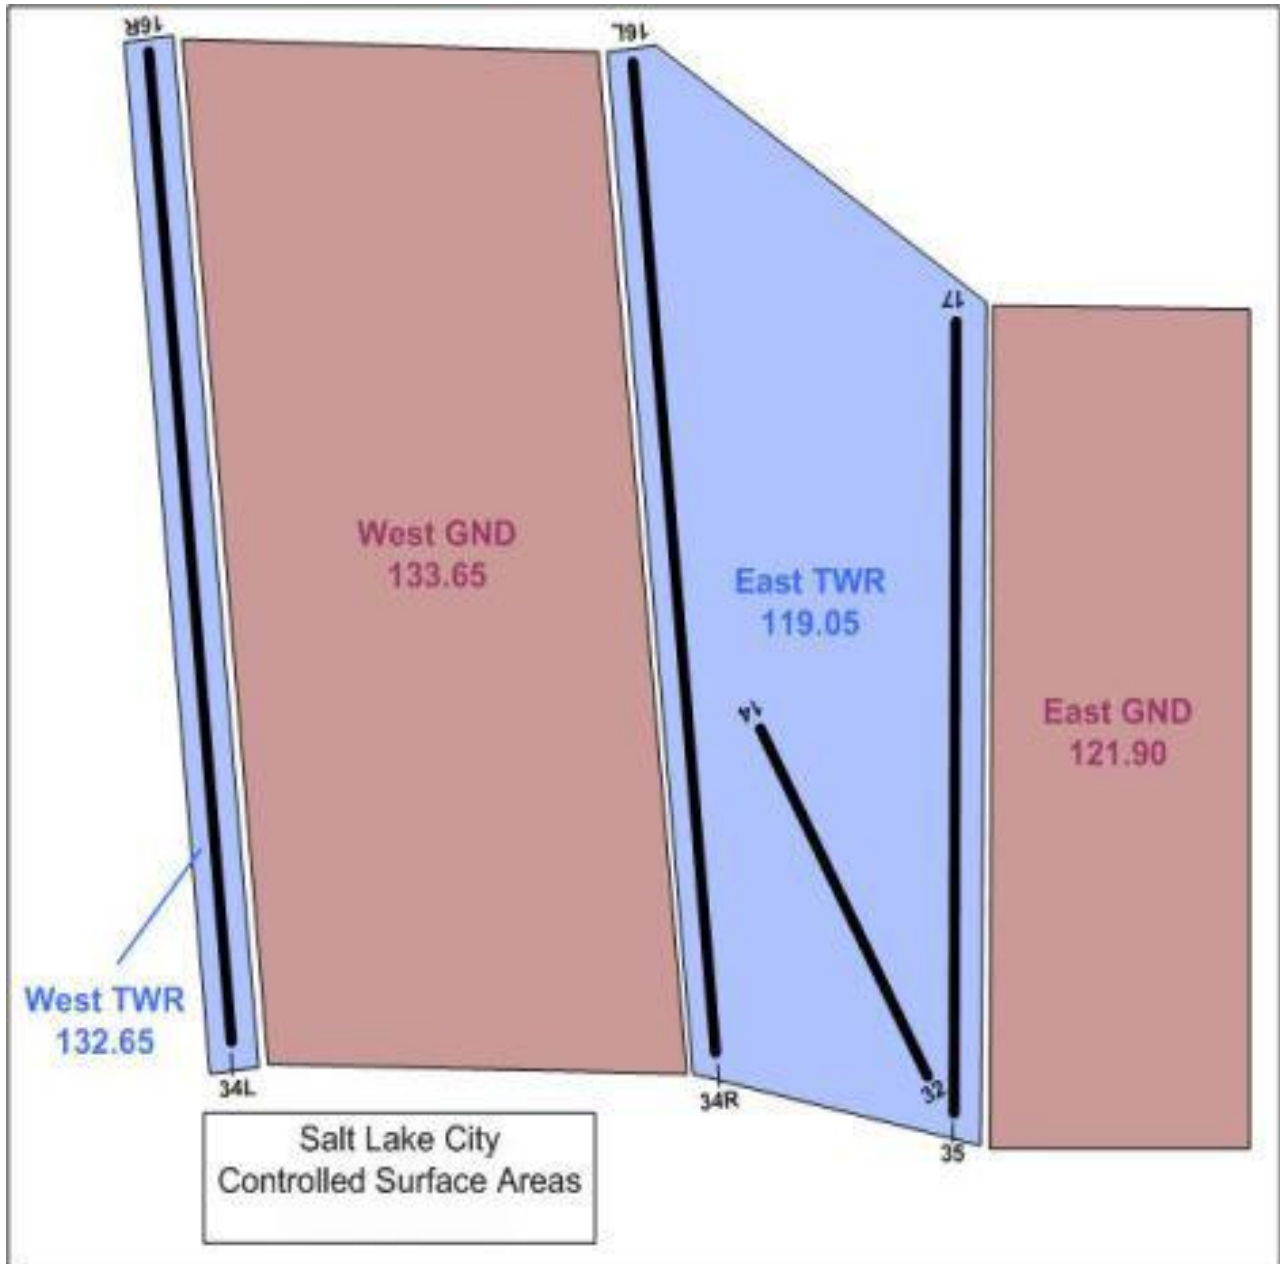 16R
16L
17
West GND
133.65
East TWR
119.05
14
East GND
121.90
West TWR
132.65
34L
34R
32
35
Salt Lake City
Controlled Surface Areas